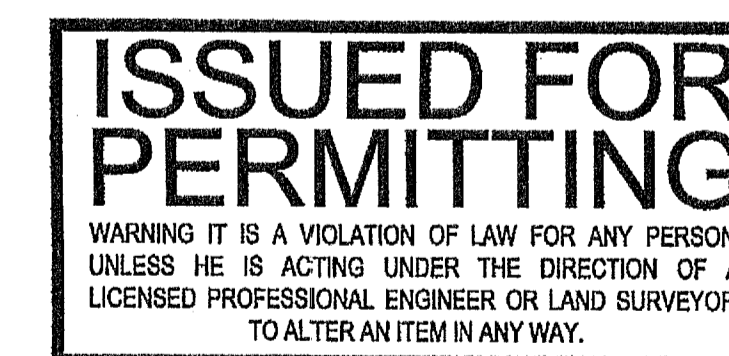 ISSUED FOR
PERMITTING
WARNING IT IS A VIOLATION OF LAW FOR ANY PERSON
UNLESS HE IS ACTING UNDER THE DIRECTION OF A
LICENSED PROFESSIONAL ENGINEER OR LAND SURVEYOR
TO ALTER AN ITEM IN ANY WAY.